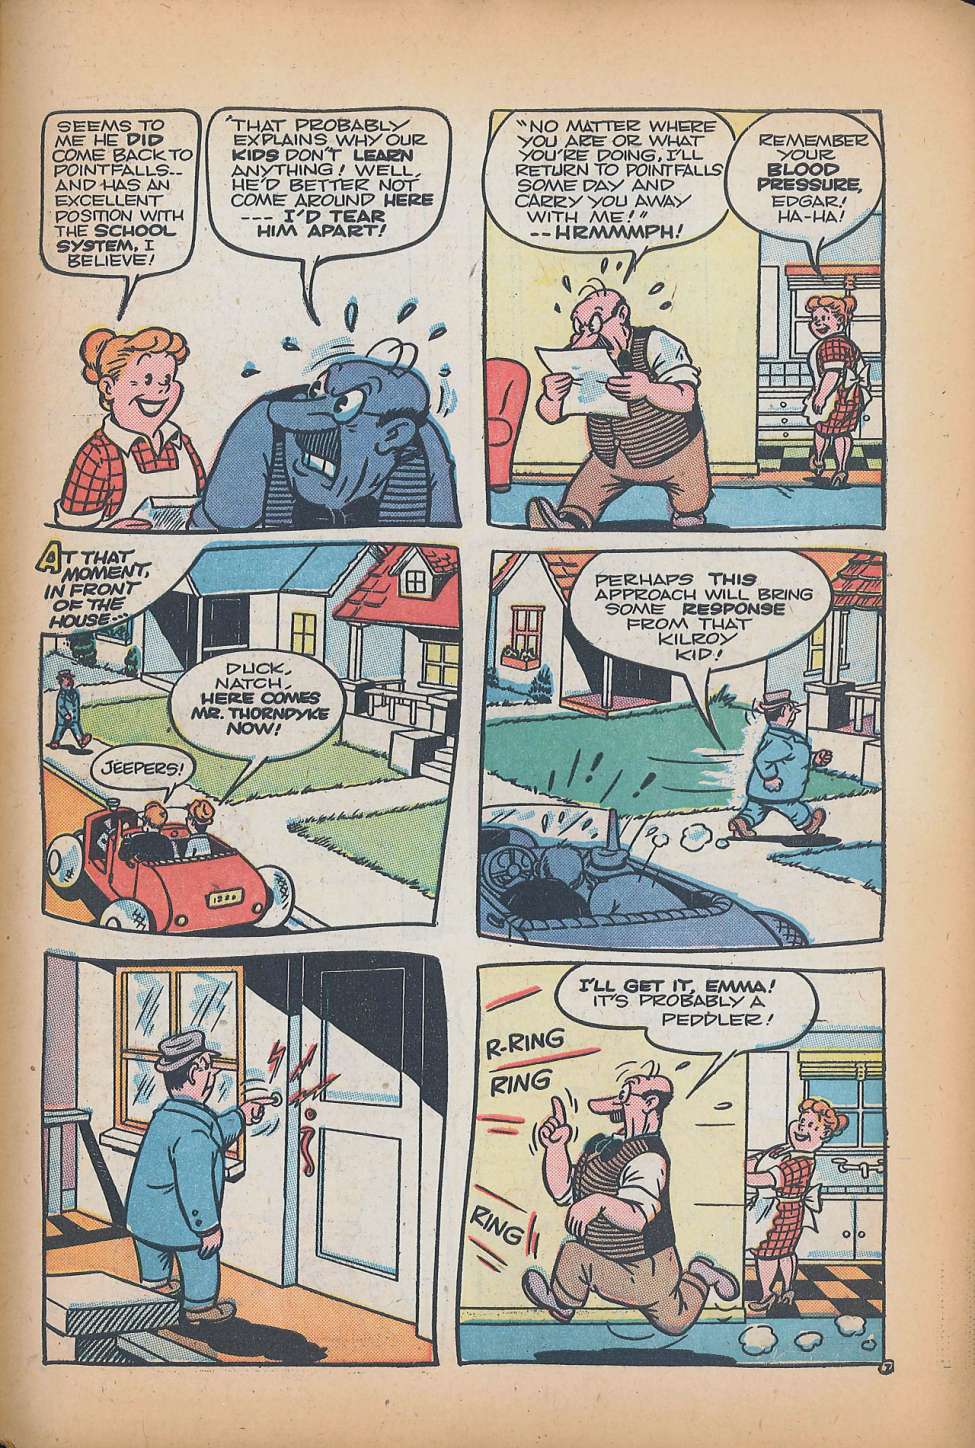 SEEMS TO
ME HE DID
COME BACK TO
POINTFALLS--
AND HAS AN
EXCELLENT
POSITION WITH
THE SCHOOL
SYSTEM, I
BELIEVE!
"THAT PROBABLY
EXPLAINS WHY OUR
KIDS DON'T LEARN
ANYTHING! WELL,
HE'D BETTER NOT
COME AROUND HERE
--- I'D TEAR
HIM APART!
"NO MATTER WHERE
YOU ARE OR WHAT
YOU'RE DOING, I'LL
RETURN TO POINTFALLS
SOME DAY AND
CARRY YOU AWAY
WITH ME!"
--HRMMMPH!
REMEMBER
YOUR
BLOOD
PRESSURE,
EDGAR!
HA-HA!
AT THAT
MOMENT,
IN FRONT
OF THE
HOUSE---
DUCK,
NATCH,
HERE COMES
MR. THORNDYKE
NOW!
JEEPERS!
1220
PERHAPS THIS
APPROACH WILL BRING
SOME RESPONSE
FROM THAT
KILROY
KID!
I'LL GET IT, EMMA!
IT'S PROBABLY A
PEDDLER!
R-RING
RING
RING
7